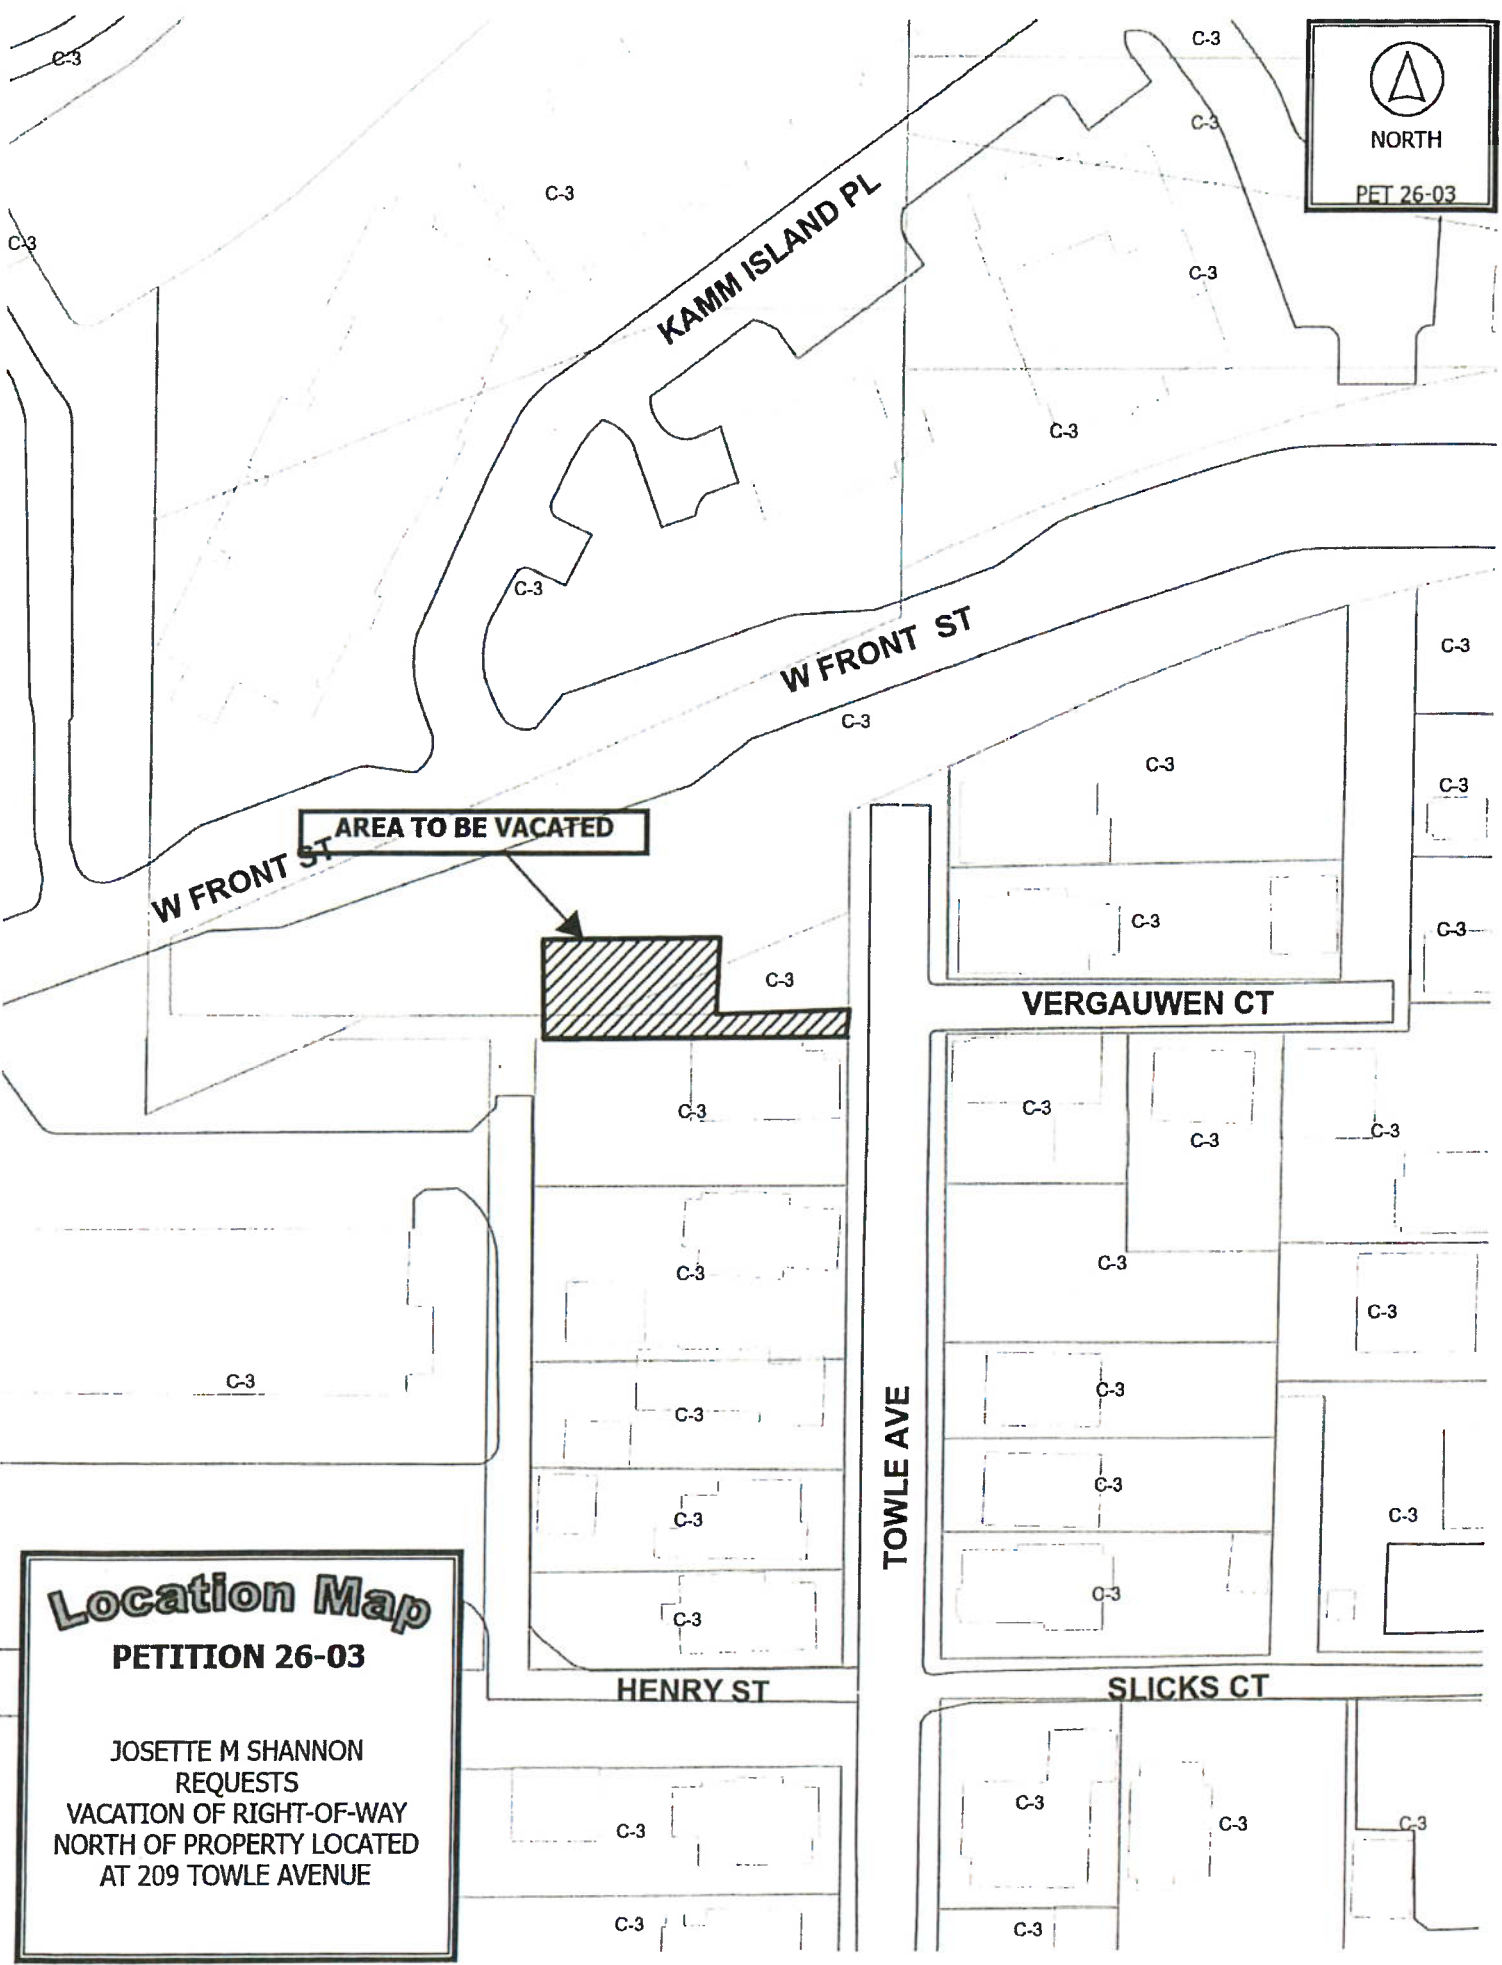 C-3
C-3
C-3
C-3
C-3
NORTH
PET 26-03
KAMM ISLAND PL
C-3
C-3
C-3
C-3
W FRONT ST
C-3
C-3
C-3
C-3
AREA TO BE VACATED
W FRONT ST
C-3
C-3
C-3
VERGAUWEN CT
C-3
C-3
C-3
C-3
C-3
C-3
C-3
C-3
C-3
C-3
TOWLE AVE
C-3
C-3
C-3
C-3
C-3
C-3
HENRY ST
SLICKS CT
Location Map
PETITION 26-03
JOSETTE M SHANNON
REQUESTS
VACATION OF RIGHT-OF-WAY
NORTH OF PROPERTY LOCATED
AT 209 TOWLE AVENUE
C-3
C-3
C-3
C-3
C-3
C-3